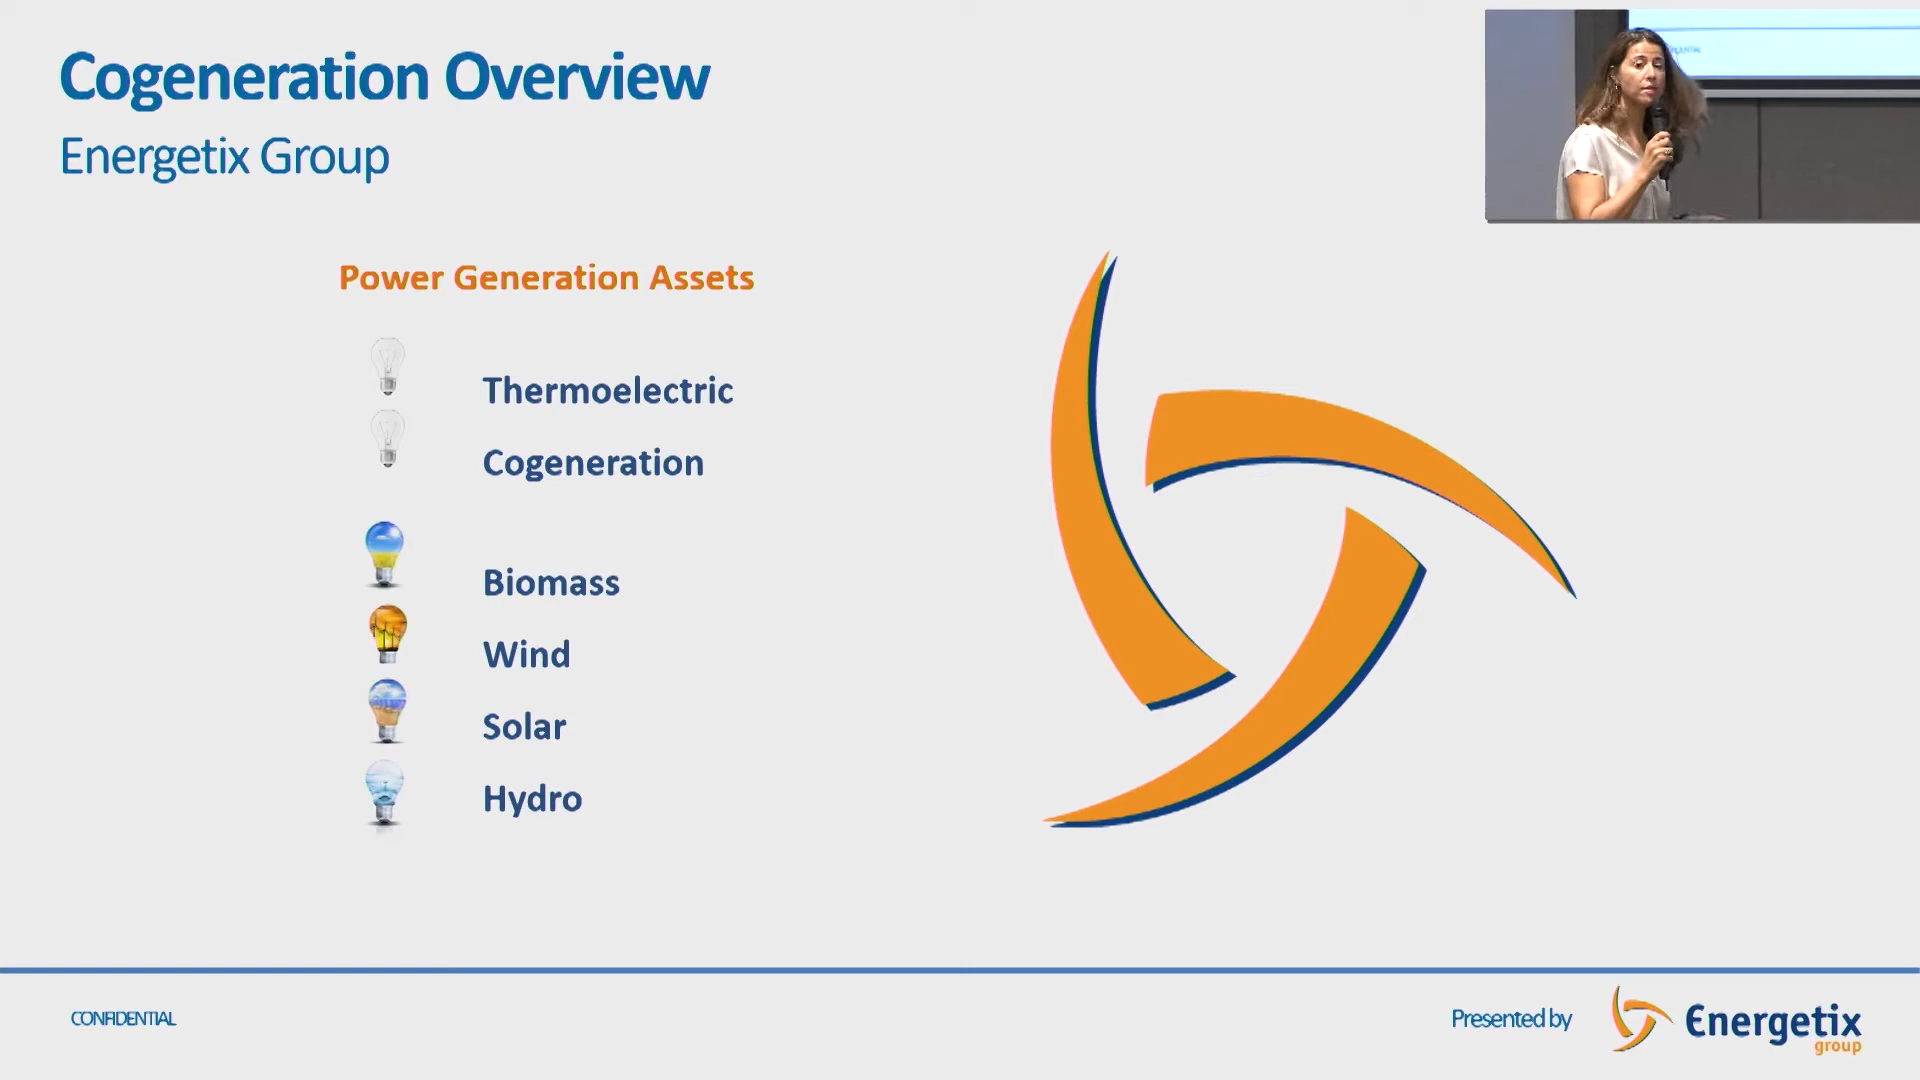 Cogeneration Overview
Energetix Group
Power Generation Assets
Thermoelectric
Cogeneration
Biomass
Wind
Solar
Hydro
CONFIDENTIAL
Presented by
Energetix
group